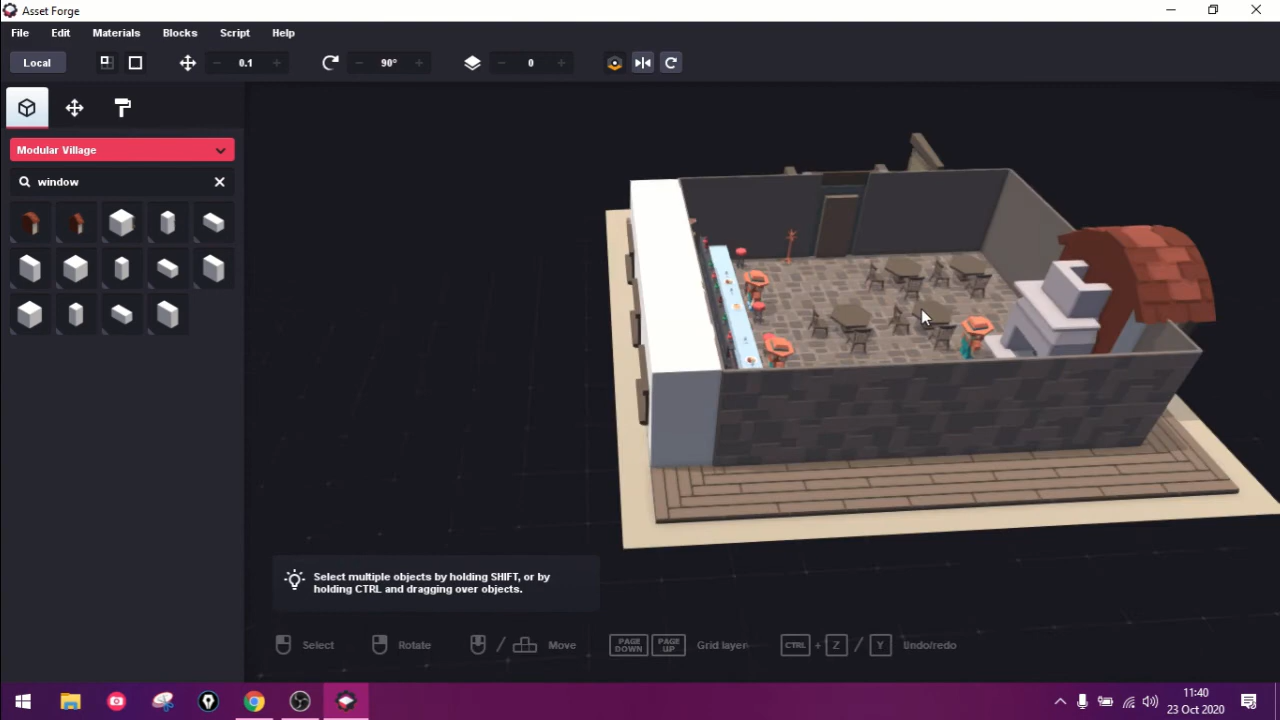 Asset Forge
File Edit Materials Blocks Script Help
Local − 0.1 + − 90° + − 0 +
Modular Village
window
Select multiple objects by holding SHIFT, or by
holding CTRL and dragging over objects.
Select Rotate / Move PAGE DOWN PAGE UP Grid layer CTRL + Z / Y Undo/redo
11:40
23 Oct 2020